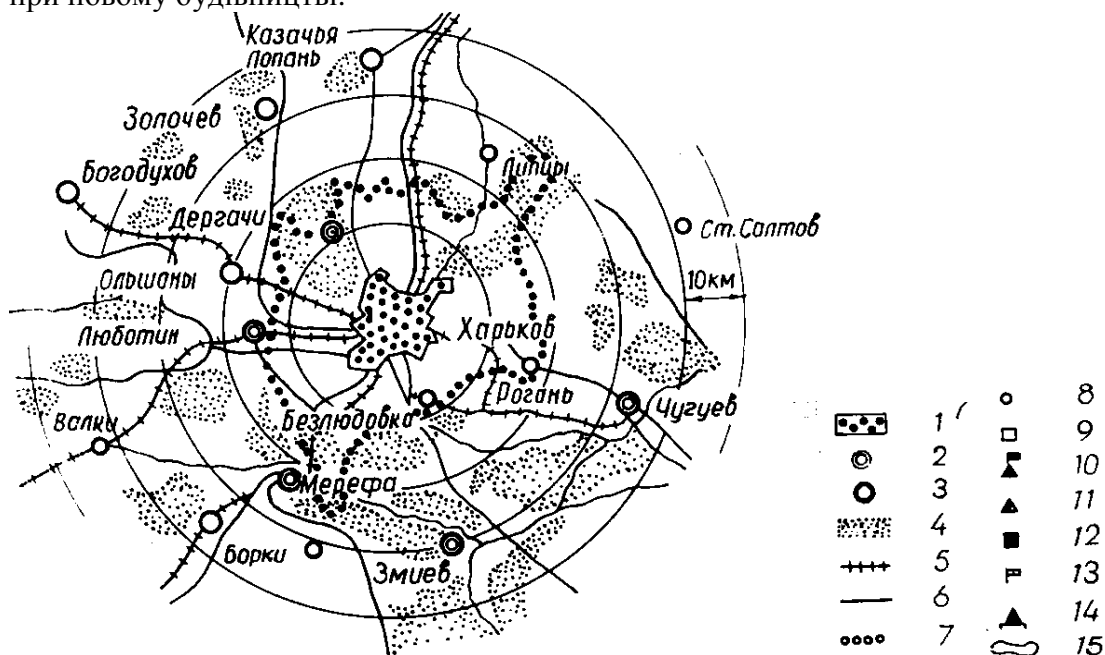 при новому будівницты.
Казачья
Лопань
Золочев
Богодухов
Липцы
Дергачи
Ст. Салтов
Ольшаны
10км
Люботин
Харьков
Рогань
Чугуев
Безлюдовка
Валки
Мерефа
Борки
Змиев
1
2
3
4
5
6
7
8
9
10
11
12
13
14
15